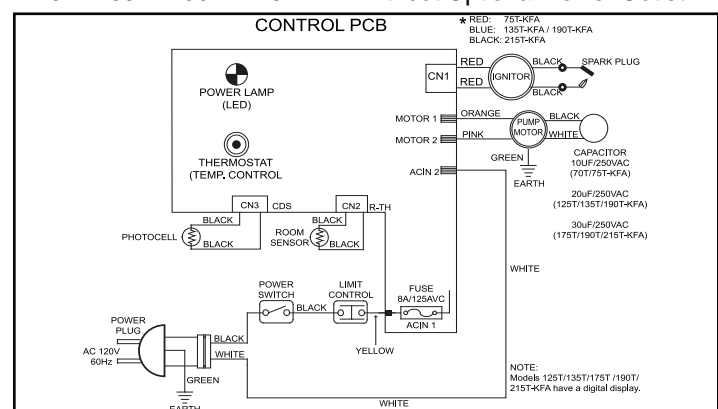 CONTROL PCB
* RED: 75T-KFA
BLUE: 135T-KFA / 190T-KFA
BLACK: 215T-KFA
POWER LAMP
(LED)
THERMOSTAT
(TEMP. CONTROL
CN1
RED
RED
IGNITOR
BLACK
BLACK
SPARK PLUG
MOTOR 1
ORANGE
MOTOR 2
PINK
PUMP
MOTOR
BLACK
WHITE
GREEN
EARTH
ACIN 2
CAPACITOR
10UF/250VAC
(70T/75T-KFA)
20uF/250VAC
(125T/135T/190T-KFA)
30uF/250VAC
(175T/190T/215T-KFA)
CN3
CDS
CN2
R-TH
BLACK
BLACK
PHOTOCELL
BLACK
BLACK
ROOM
SENSOR
WHITE
POWER
SWITCH
BLACK
LIMIT
CONTROL
FUSE
8A/125AVC
ACIN 1
YELLOW
POWER
PLUG
AC 120V
60Hz
BLACK
WHITE
GREEN
EARTH
WHITE
NOTE:
Models 125T/135T/175T /190T/
215T-KFA have a digital display.